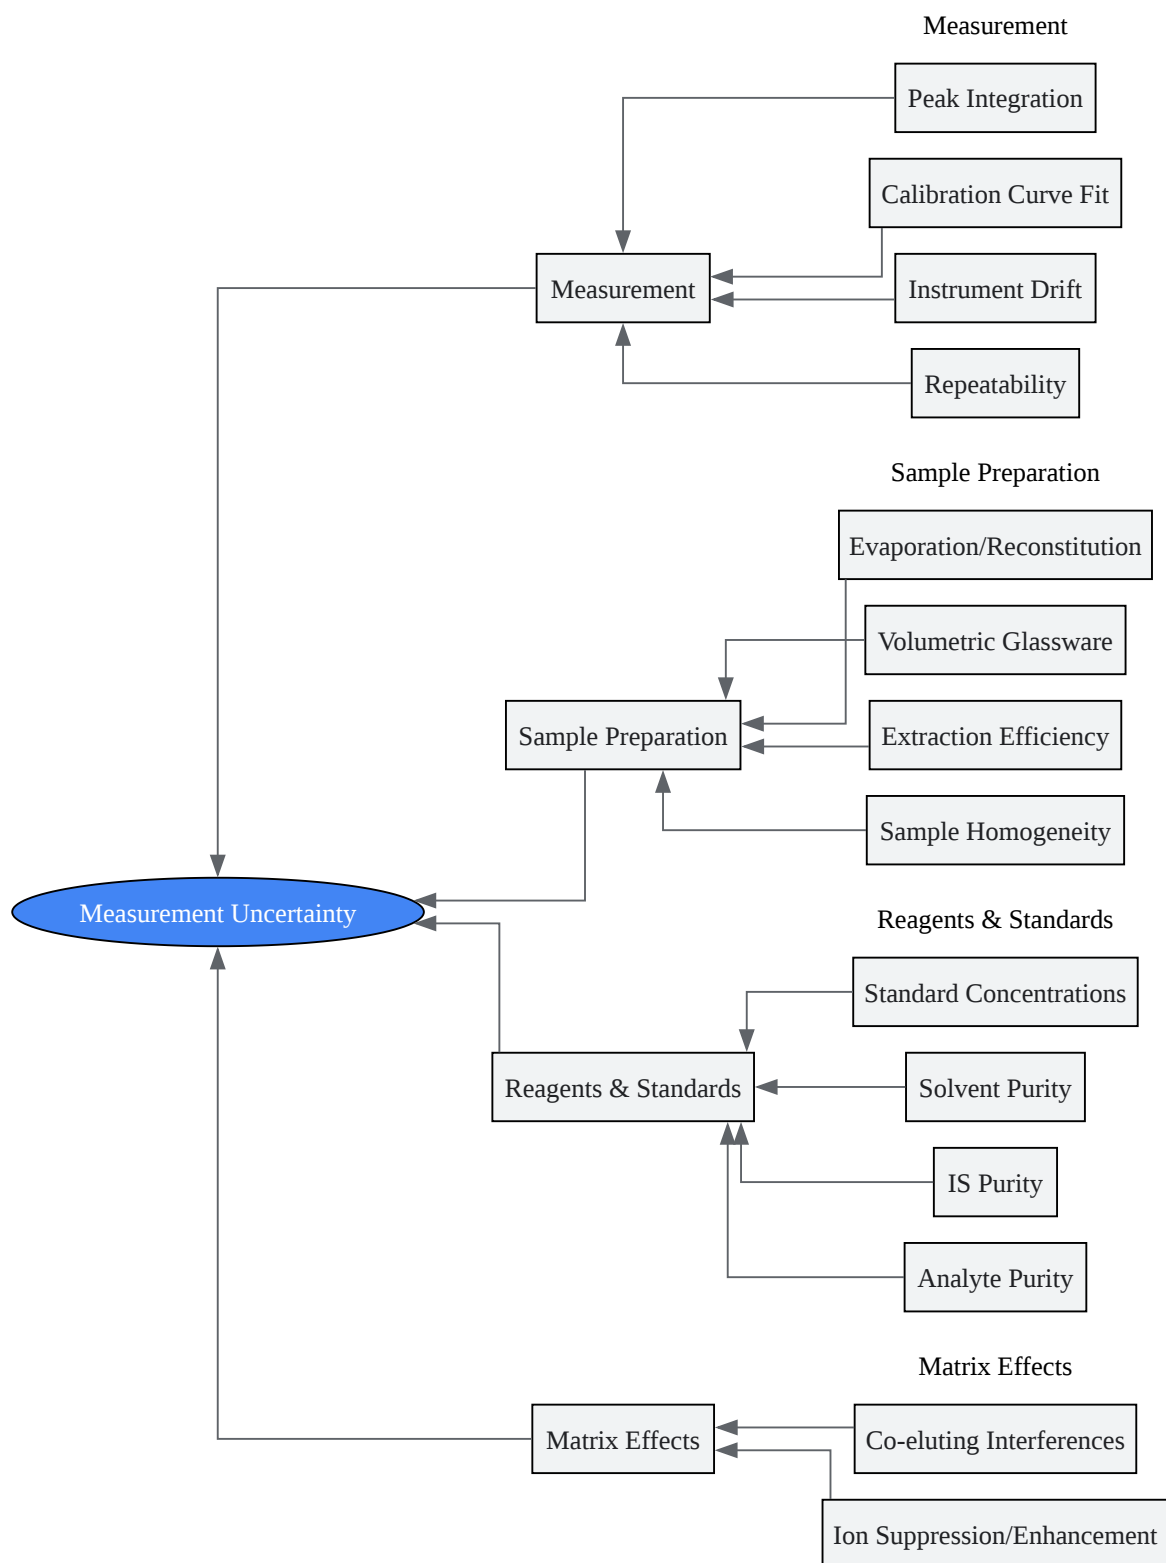 Measurement
Peak Integration
Calibration Curve Fit
Measurement
Instrument Drift
Repeatability
Sample Preparation
Evaporation/Reconstitution
Volumetric Glassware
Sample Preparation
Extraction Efficiency
Sample Homogeneity
Measurement Uncertainty
Reagents & Standards
Standard Concentrations
Reagents & Standards
Solvent Purity
IS Purity
Analyte Purity
Matrix Effects
Matrix Effects
Co-eluting Interferences
Ion Suppression/Enhancement